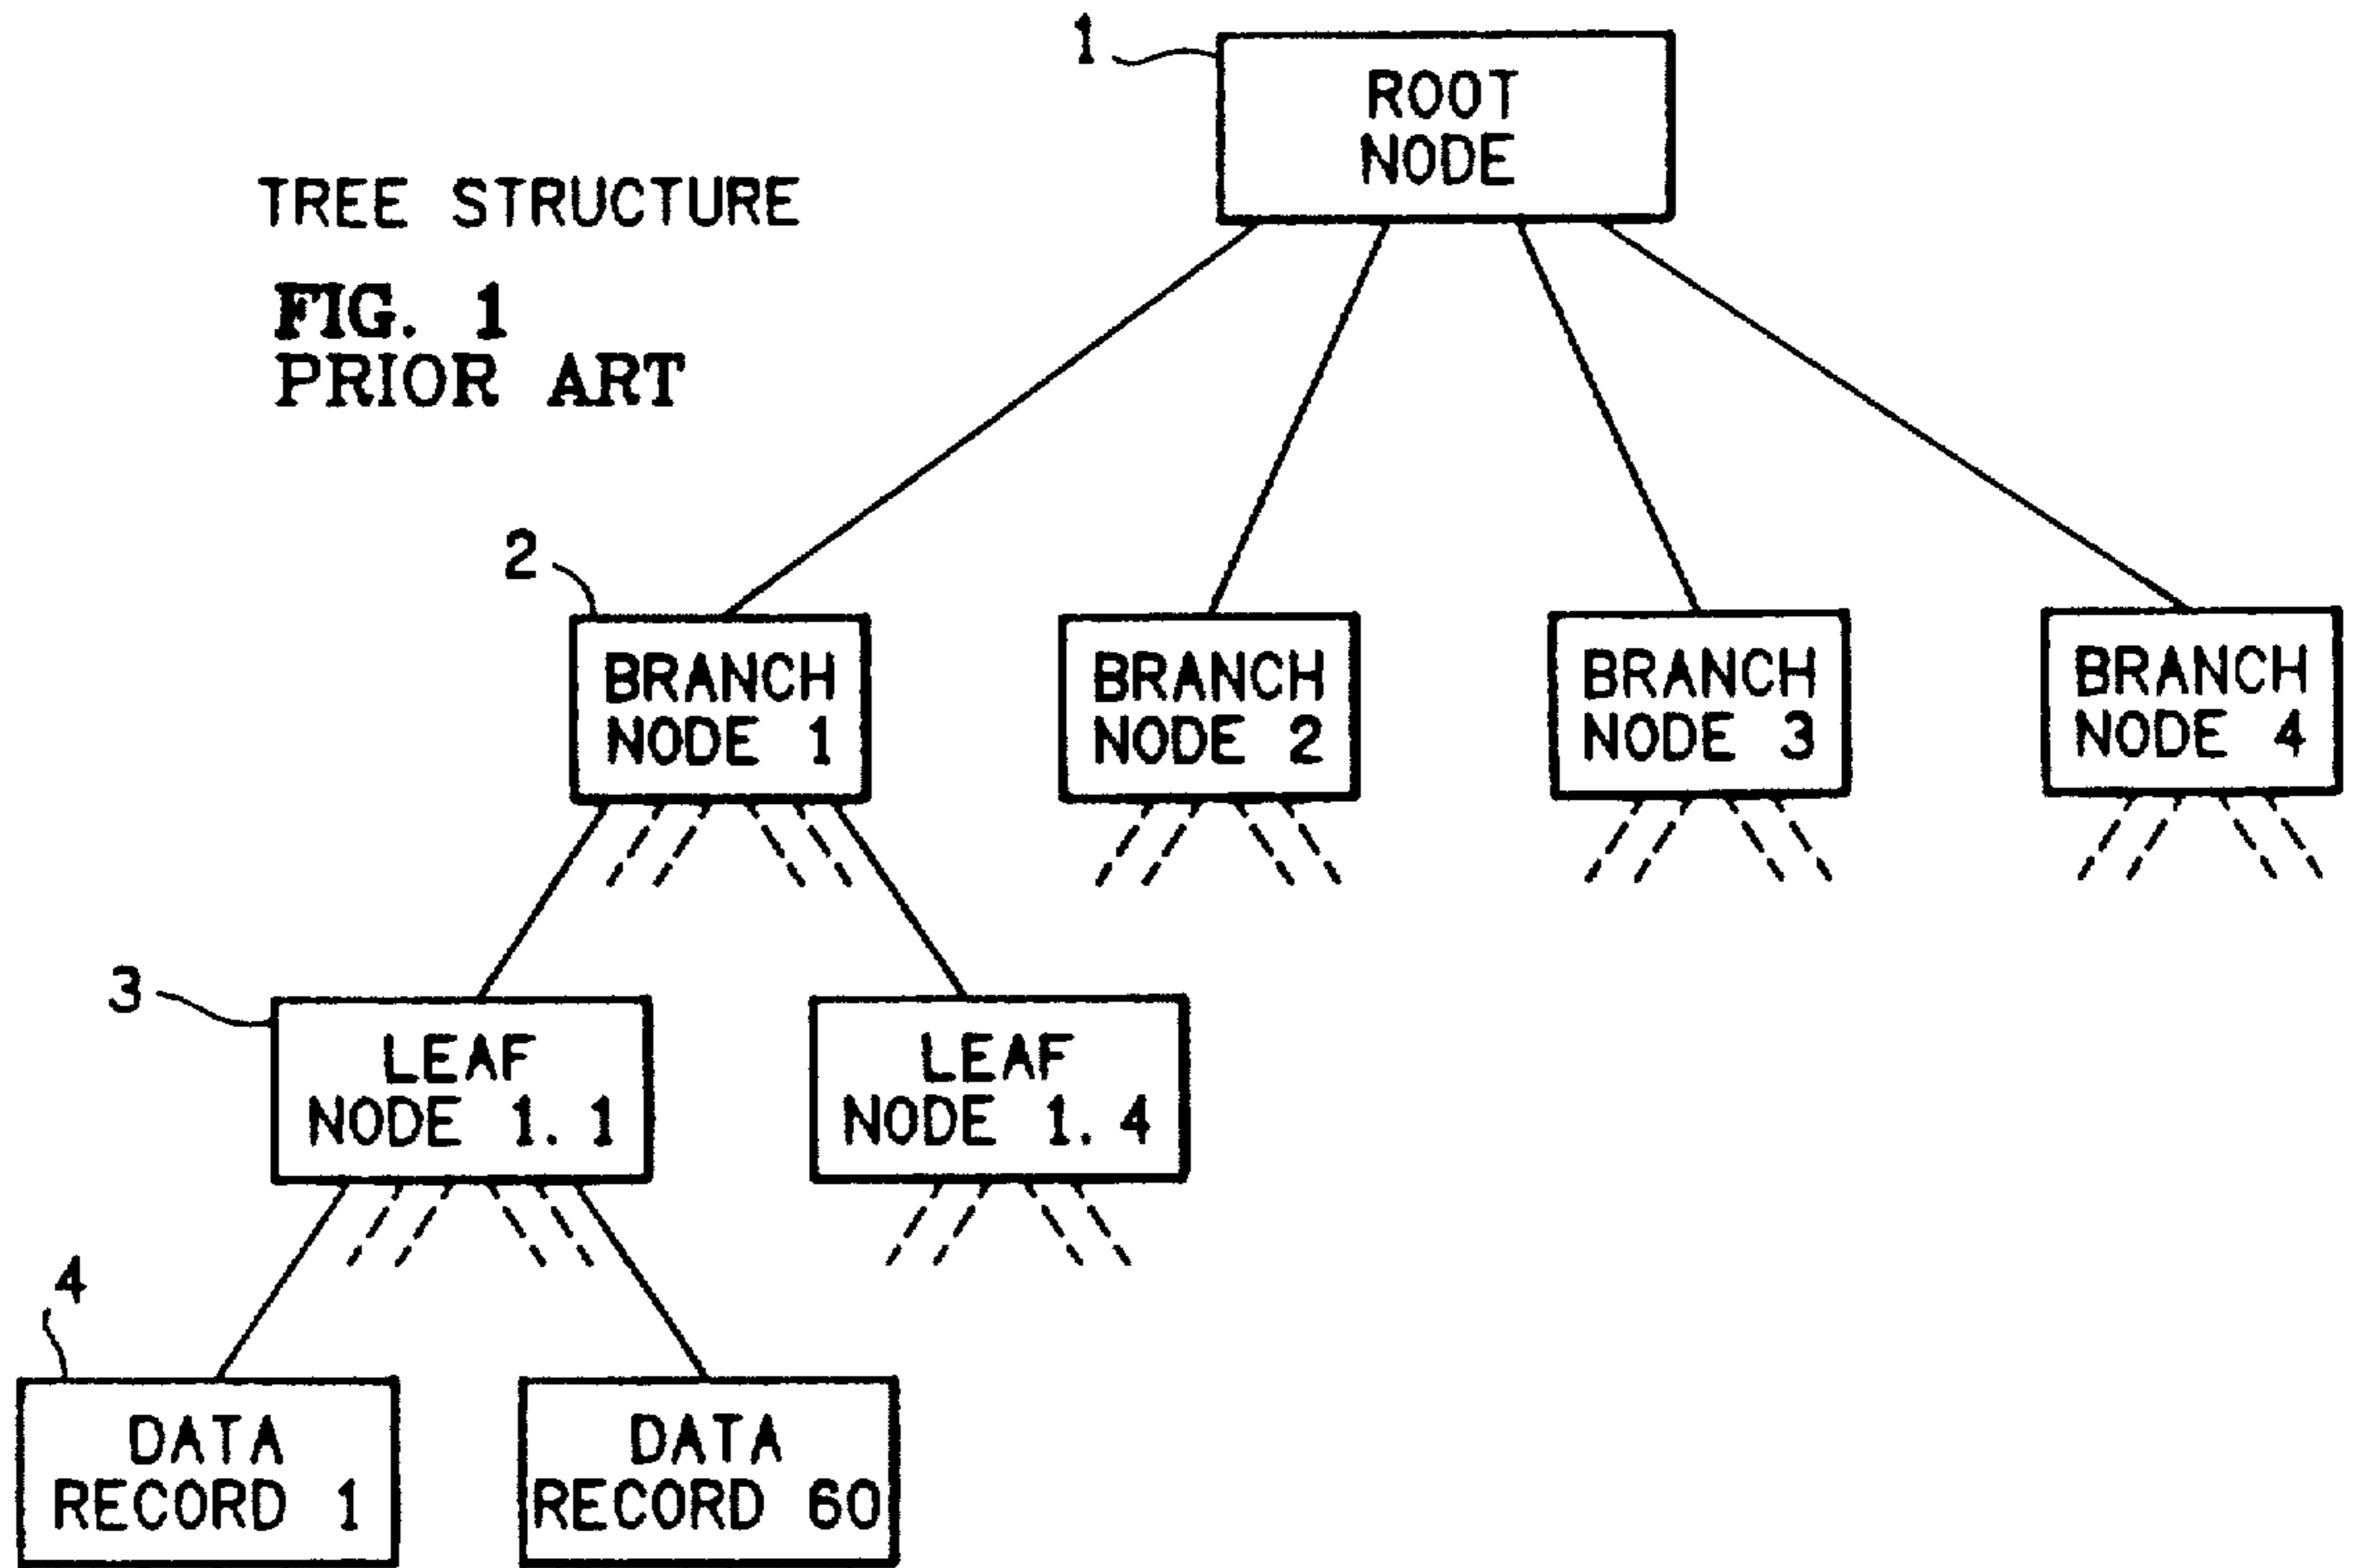 1
ROOT
NODE
TREE STRUCTURE
FIG. 1
PRIOR ART
2
BRANCH
NODE 1
BRANCH
NODE 2
BRANCH
NODE 3
BRANCH
NODE 4
3
LEAF
NODE 1.1
LEAF
NODE 1.4
4
DATA
RECORD 1
DATA
RECORD 60